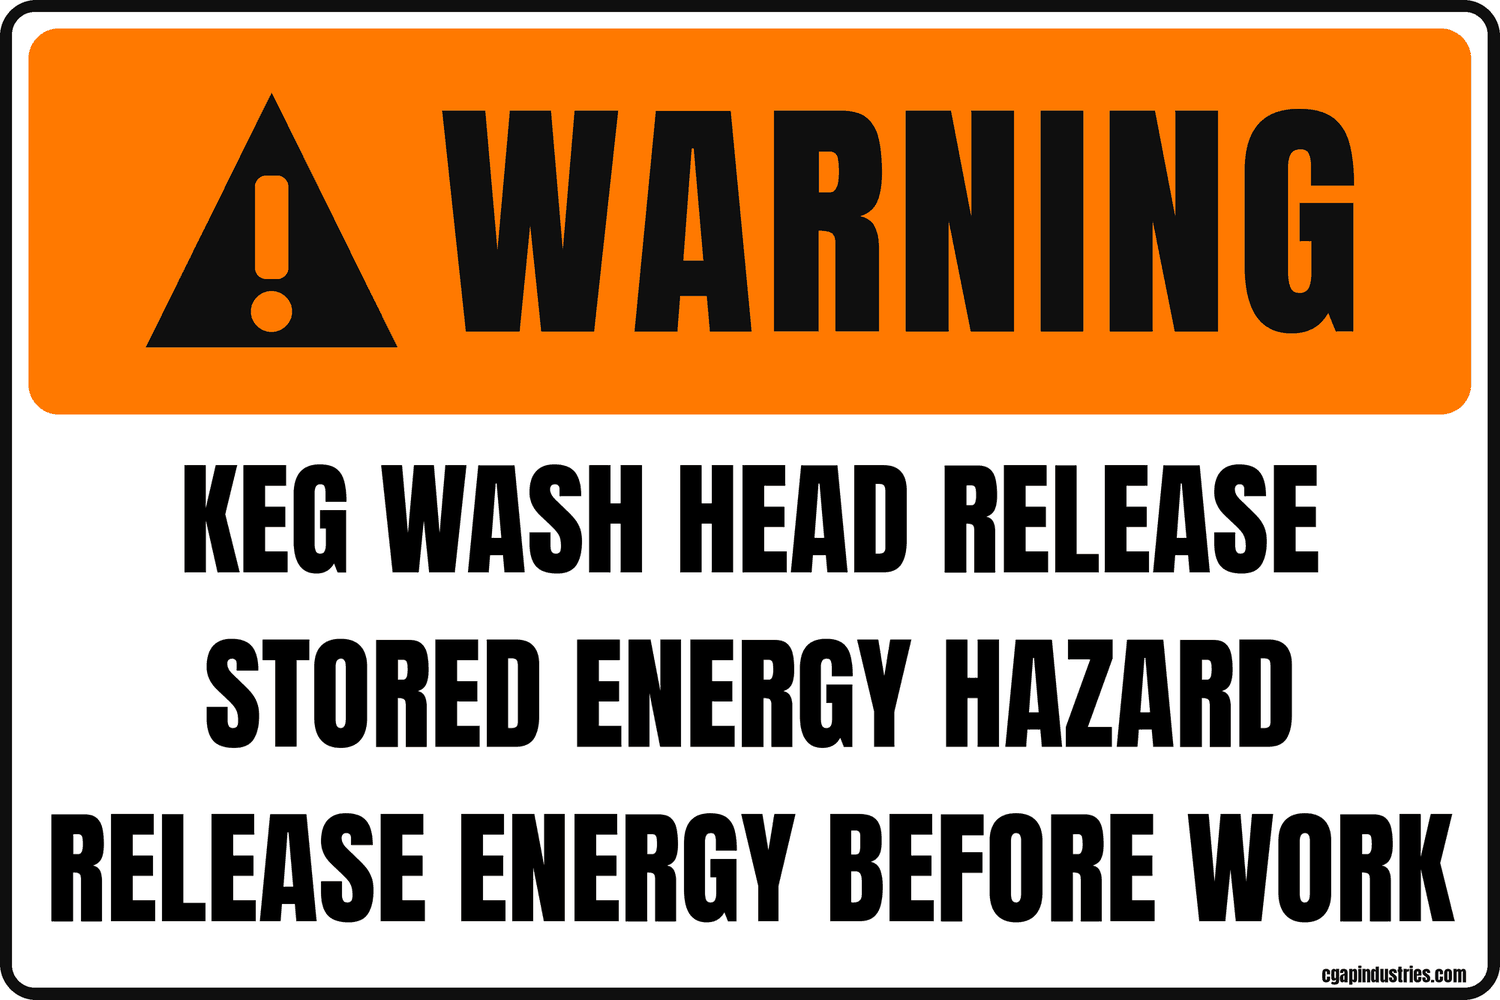 WARNING
KEG WASH HEAD RELEASE
STORED ENERGY HAZARD
RELEASE ENERGY BEFORE WORK
cgapindustries.com